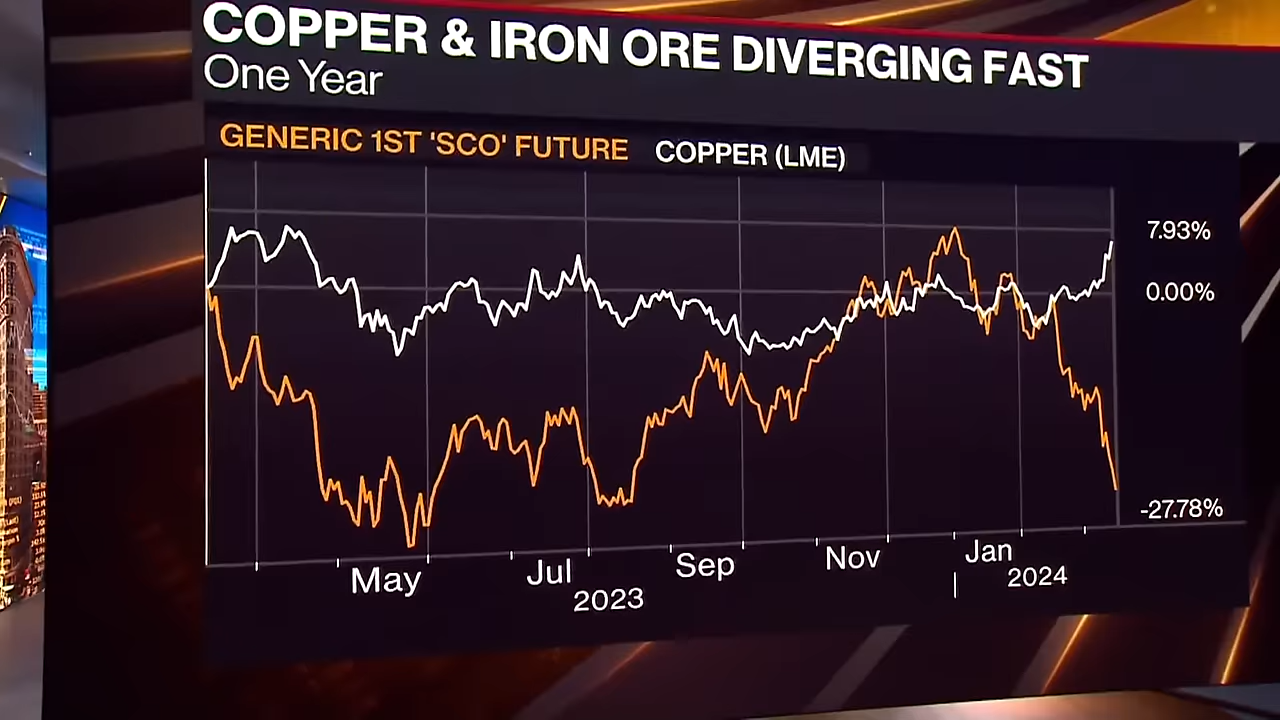 COPPER & IRON ORE DIVERGING FAST
One Year
GENERIC 1ST 'SCO' FUTURE COPPER (LME)
7.93%
0.00%
-27.78%
May Jul Sep Nov Jan
2023 2024